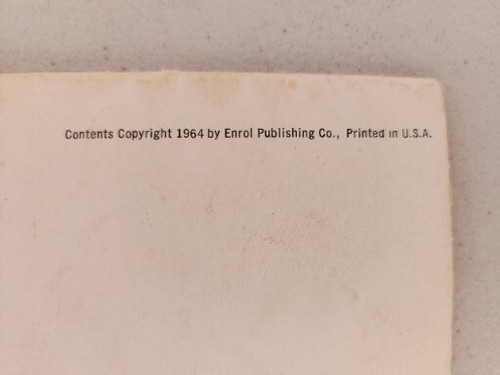 Contents Copyright 1964 by Enrol Publishing Co., Printed in U.S.A.